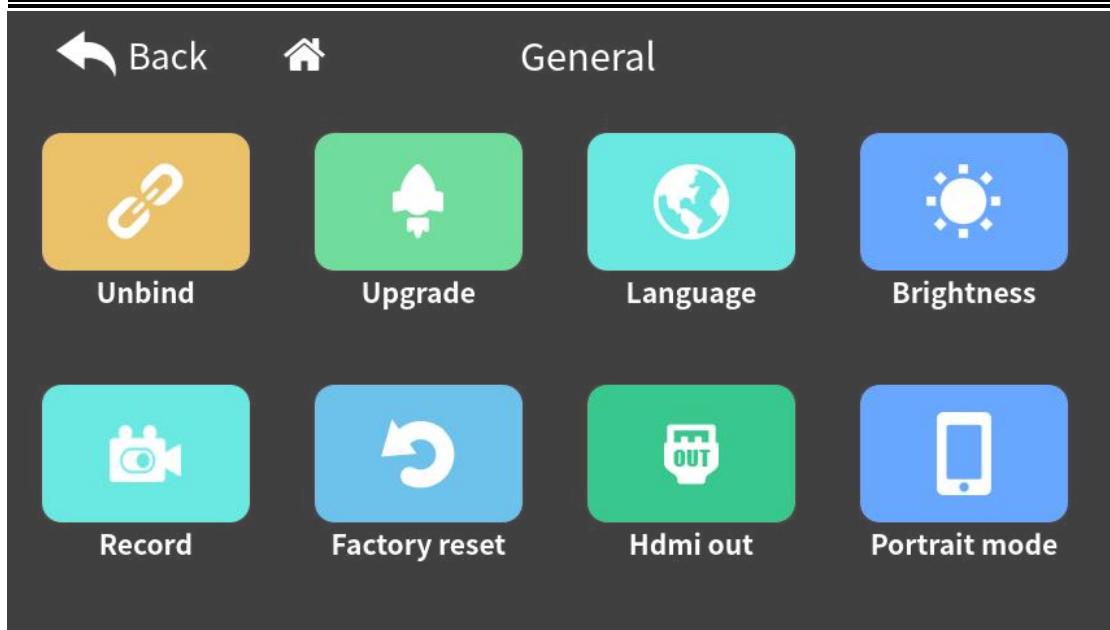 Back
General
Unbind
Upgrade
Language
Brightness
OUT
Record
Factory reset
Hdmi out
Portrait mode